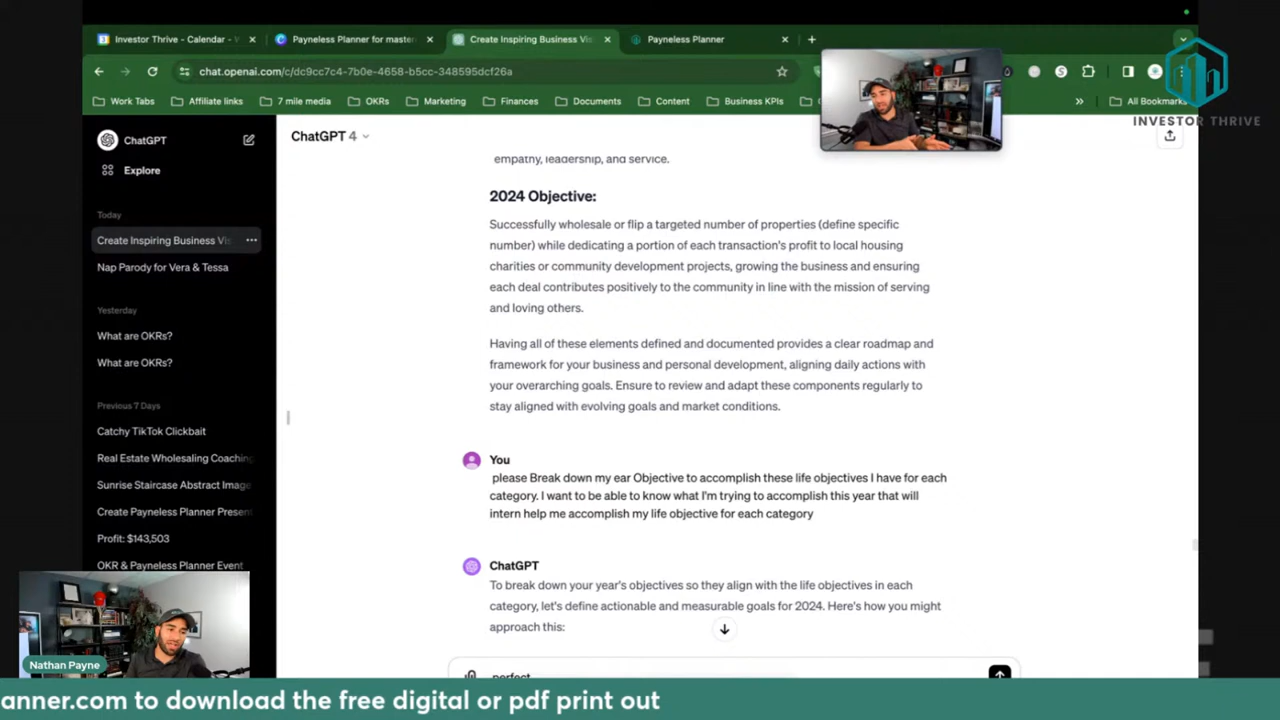 Investor Thrive - Calendar - W
Payneless Planner for master
Create Inspiring Business Vis
Payneless Planner
chat.openai.com/c/dc9cc7c4-7b0e-4658-b5cc-348595dcf26a
Work Tabs
Affiliate links
7 mile media
OKRs
Marketing
Finances
Documents
Content
Business KPIs
All Bookmarks
INVESTOR THRIVE
ChatGPT
Explore
Today
Create Inspiring Business Vi
Nap Parody for Vera & Tessa
Yesterday
What are OKRs?
What are OKRs?
Previous 7 Days
Catchy TikTok Clickbait
Real Estate Wholesaling Coaching
Sunrise Staircase Abstract Image
Create Payneless Planner Present
Profit: $143,503
OKR & Payneless Planner Event
ChatGPT 4
empathy, leadership, and service.
2024 Objective:
Successfully wholesale or flip a targeted number of properties (define specific
number) while dedicating a portion of each transaction's profit to local housing
charities or community development projects, growing the business and ensuring
each deal contributes positively to the community in line with the mission of serving
and loving others.
Having all of these elements defined and documented provides a clear roadmap and
framework for your business and personal development, aligning daily actions with
your overarching goals. Ensure to review and adapt these components regularly to
stay aligned with evolving goals and market conditions.
You
please Break down my ear Objective to accomplish these life objectives I have for each
category. I want to be able to know what I'm trying to accomplish this year that will
intern help me accomplish my life objective for each category
ChatGPT
To break down your year's objectives so they align with the life objectives in each
category, let's define actionable and measurable goals for 2024. Here's how you might
approach this:
perfect
Nathan Payne
anner.com to download the free digital or pdf print out